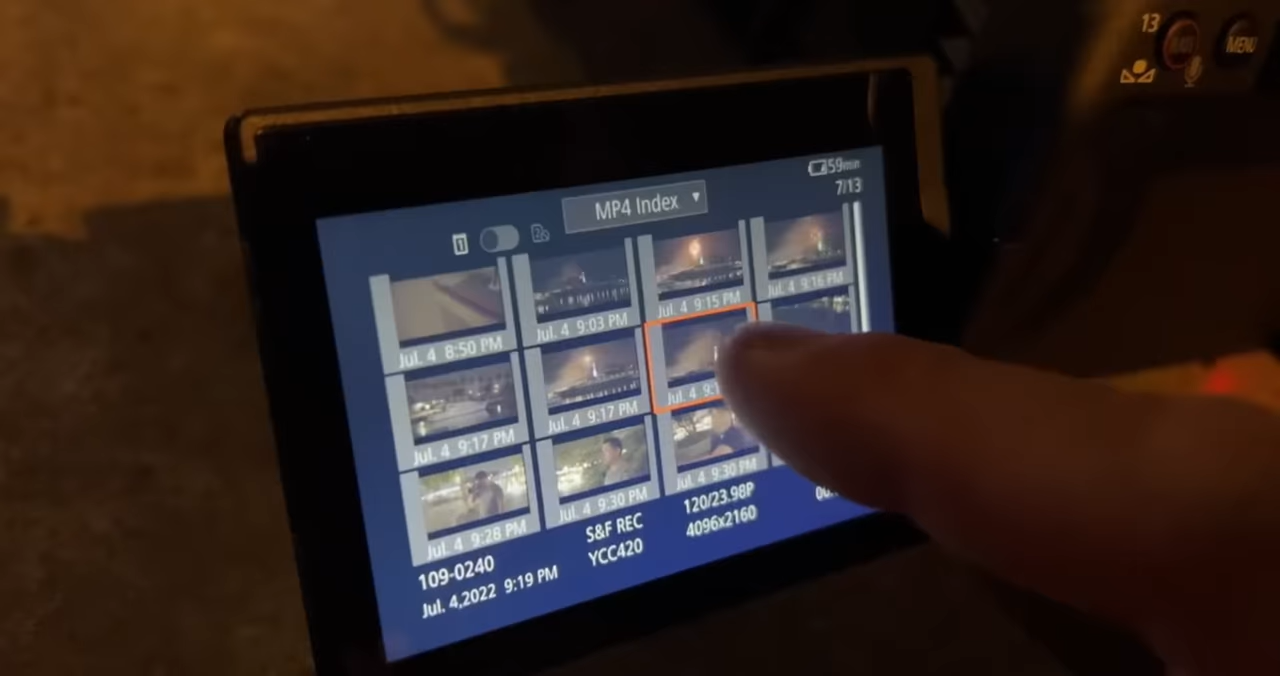 13
MENU
59min
7/13
MP4 Index
1
Jul. 4 8:50 PM
Jul. 4 9:03 PM
Jul. 4 9:15 PM
Jul. 4 9:16 PM
Jul. 4 9:17 PM
Jul. 4 9:17 PM
Jul. 4
Jul. 4 9:28 PM
Jul. 4 9:30 PM
Jul. 4 9:30 PM
109-0240
S&F REC
120/23.98P
Jul. 4,2022 9:19 PM
YCC420
4096x2160